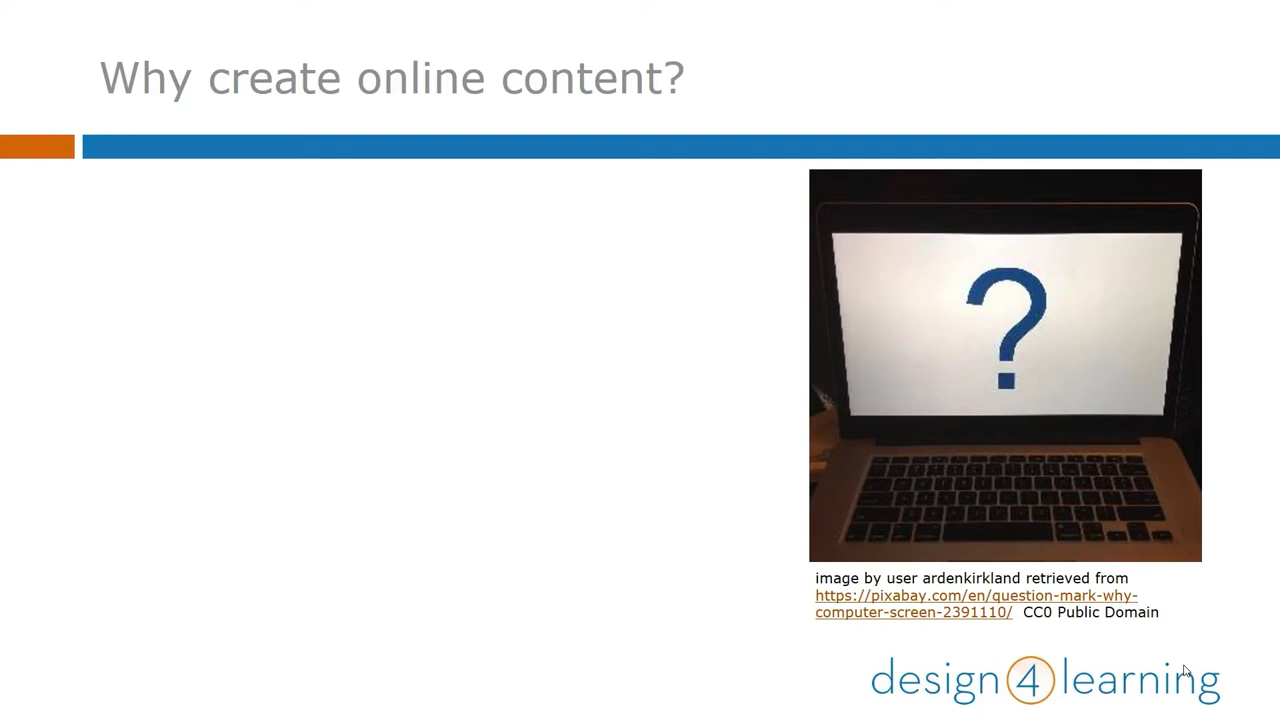 Why create online content?
?
image by user ardenkirkland retrieved from
https://pixabay.com/en/question-mark-why-
computer-screen-2391110/ CC0 Public Domain
design 4 learning